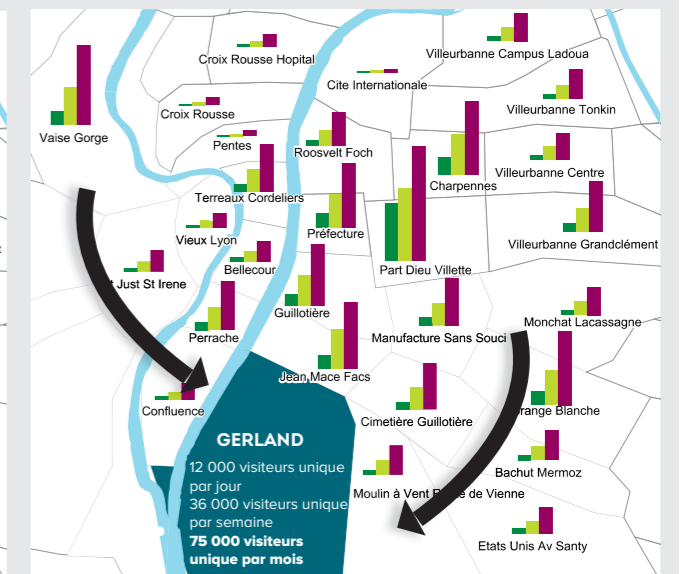 Villeurbanne Campus Ladoua
Croix Rousse Hopital
Cite Internationale
Villeurbanne Tonkin
Croix Rousse
Vaise Gorge
Pentes
Roosvelt Foch
Villeurbanne Centre
Charpennes
Terreaux Cordeliers
Préfecture
Vieux Lyon
Villeurbanne Grandclément
Bellecour
Part Dieu Villette
t Just St Irene
Guillotière
Monchat Lacassagne
Perrache
Manufacture Sans Souci
Jean Mace Facs
Confluence
range Blanche
Cimetière Guillotière
GERLAND
12 000 visiteurs unique
par jour
36 000 visiteurs unique
par semaine
75 000 visiteurs
unique par mois
Bachut Mermoz
Moulin à Vent R e de Vienne
Etats Unis Av Santy